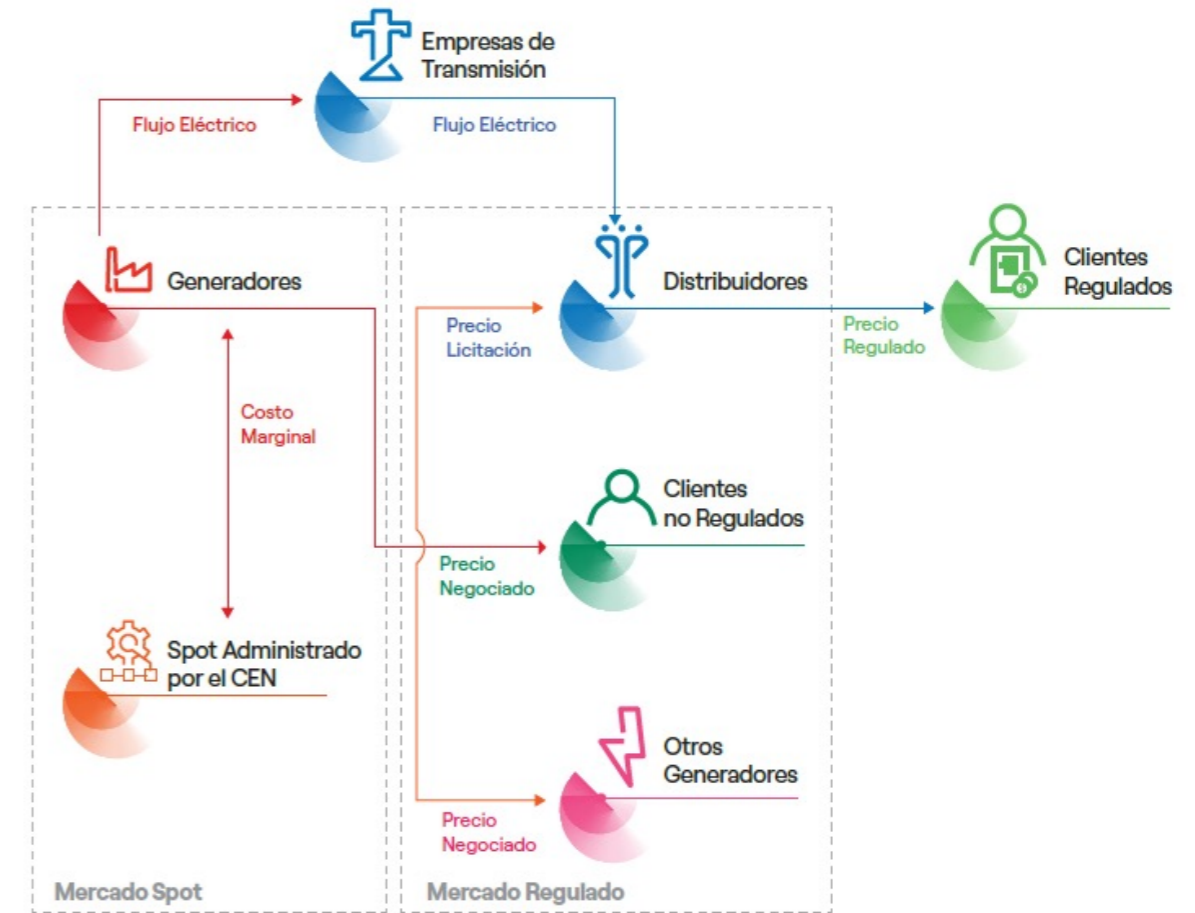 Empresas de
Transmisión
Flujo Eléctrico
Flujo Eléctrico
Generadores
Distribuidores
Clientes
Regulados
Precio
Licitación
Precio
Regulado
Costo
Marginal
Clientes
no Regulados
Precio
Negociado
Spot Administrado
por el CEN
Otros
Generadores
Precio
Negociado
Mercado Spot
Mercado Regulado